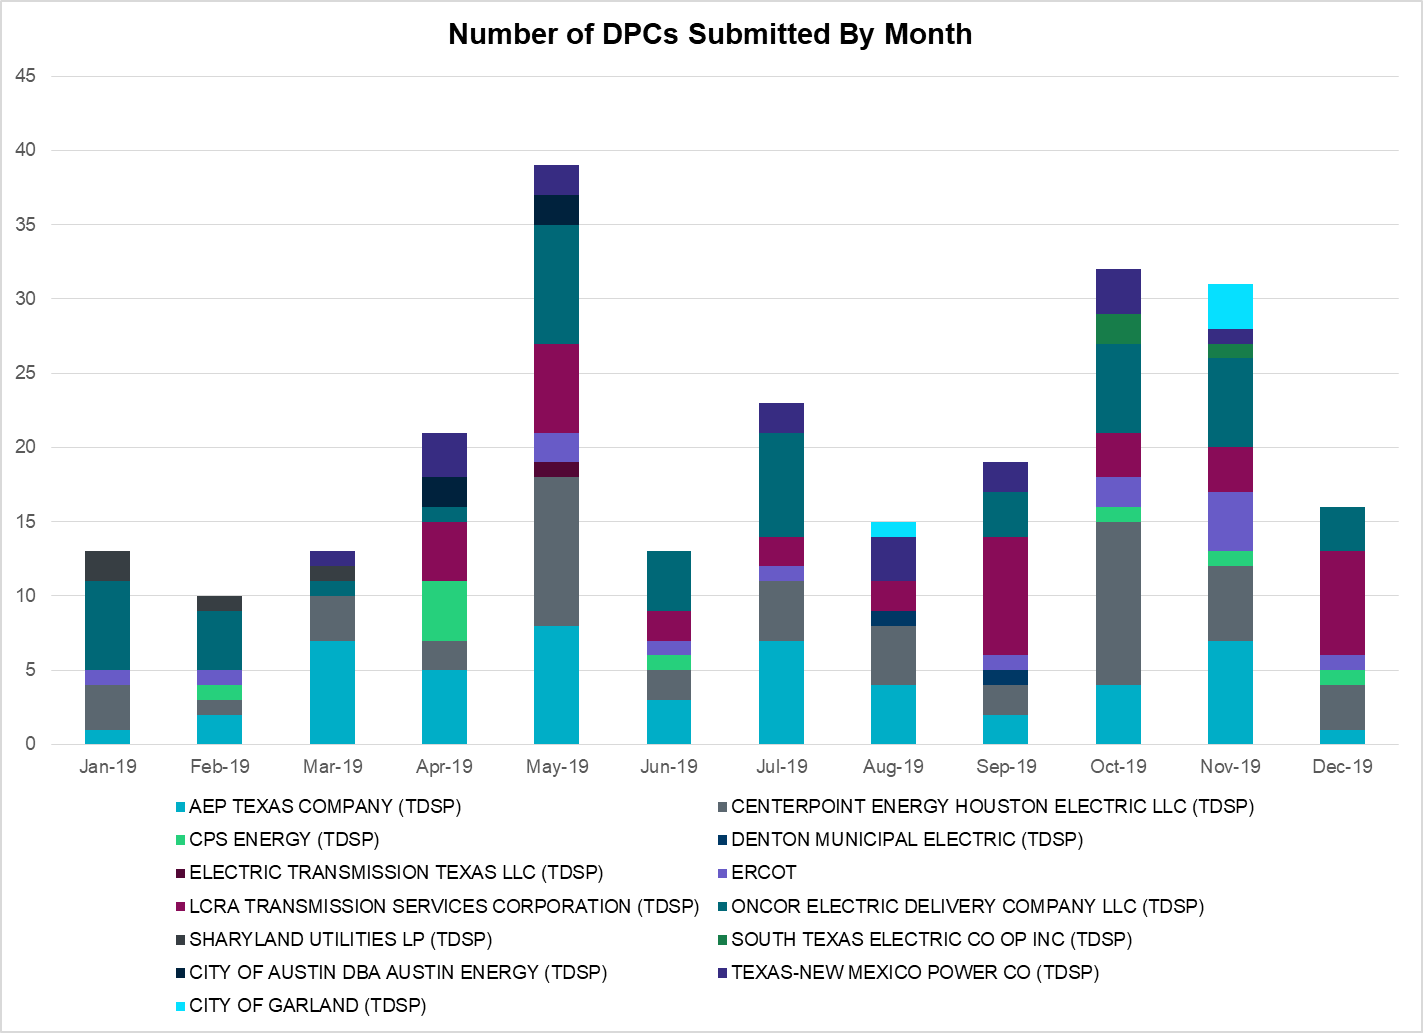 Number of DPCs Submitted By Month
45
40
35
30
25
20
15
10
5
0
Jan-19 Feb-19 Mar-19 Apr-19 May-19 Jun-19 Jul-19 Aug-19 Sep-19 Oct-19 Nov-19 Dec-19
AEP TEXAS COMPANY (TDSP) CENTERPOINT ENERGY HOUSTON ELECTRIC LLC (TDSP)
CPS ENERGY (TDSP) DENTON MUNICIPAL ELECTRIC (TDSP)
ELECTRIC TRANSMISSION TEXAS LLC (TDSP) ERCOT
LCRA TRANSMISSION SERVICES CORPORATION (TDSP) ONCOR ELECTRIC DELIVERY COMPANY LLC (TDSP)
SHARYLAND UTILITIES LP (TDSP) SOUTH TEXAS ELECTRIC CO OP INC (TDSP)
CITY OF AUSTIN DBA AUSTIN ENERGY (TDSP) TEXAS-NEW MEXICO POWER CO (TDSP)
CITY OF GARLAND (TDSP)